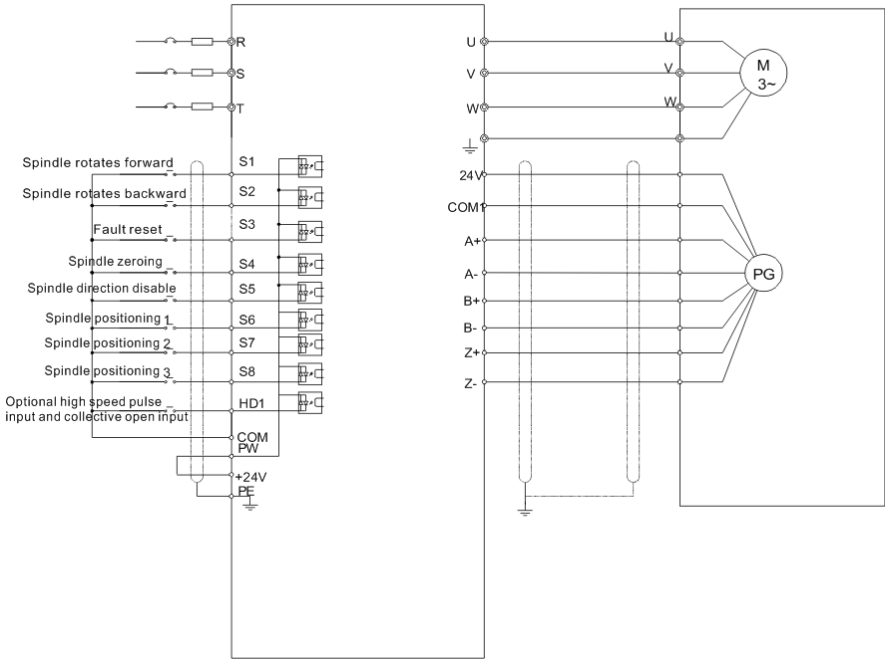 R
S
T
U
V
W
U
V
W
M
3~
Spindle rotates forward
S1
Spindle rotates backward
S2
Fault reset
S3
Spindle zeroing
S4
Spindle direction disable
S5
Spindle positioning 1
S6
Spindle positioning 2
S7
Spindle positioning 3
S8
Optional high speed pulse
input and collective open input
HD1
COM
PW
+24V
PE
24V
COM1
A+
A-
B+
B-
Z+
Z-
PG